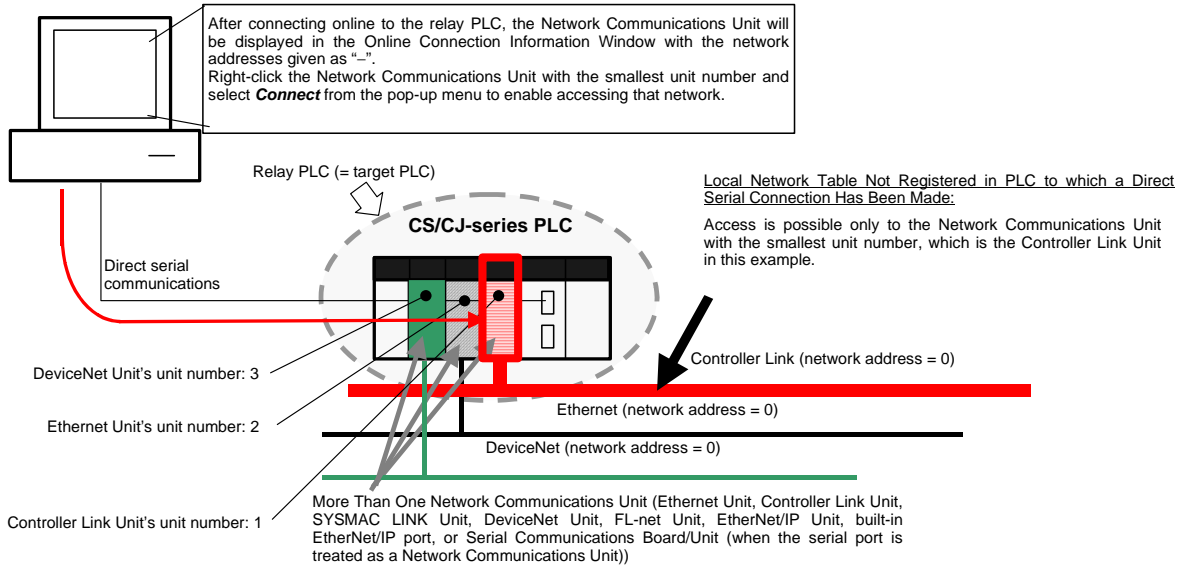 After connecting online to the relay PLC, the Network Communications Unit will
be displayed in the Online Connection Information Window with the network
addresses given as “–”.
Right-click the Network Communications Unit with the smallest unit number and
select Connect from the pop-up menu to enable accessing that network.
Relay PLC (= target PLC)
Local Network Table Not Registered in PLC to which a Direct
Serial Connection Has Been Made:
Access is possible only to the Network Communications Unit
with the smallest unit number, which is the Controller Link Unit
in this example.
CS/CJ-series PLC
Direct serial
communications
Controller Link (network address = 0)
DeviceNet Unit's unit number: 3
Ethernet (network address = 0)
Ethernet Unit's unit number: 2
DeviceNet (network address = 0)
Controller Link Unit's unit number: 1
More Than One Network Communications Unit (Ethernet Unit, Controller Link Unit,
SYSMAC LINK Unit, DeviceNet Unit, FL-net Unit, EtherNet/IP Unit, built-in
EtherNet/IP port, or Serial Communications Board/Unit (when the serial port is
treated as a Network Communications Unit))